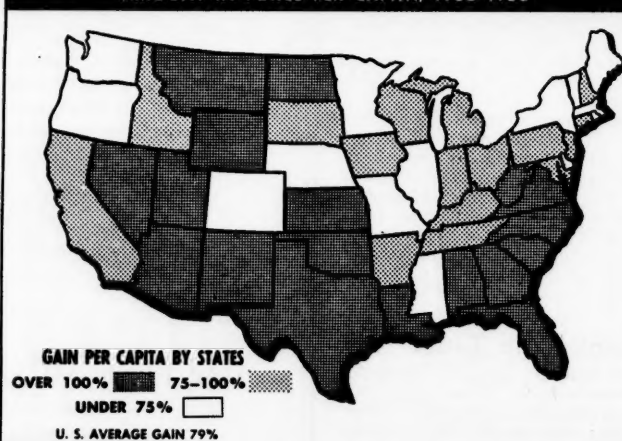 GAIN PER CAPITA BY STATES
OVER 100% 75–100%
UNDER 75%
U. S. AVERAGE GAIN 79%